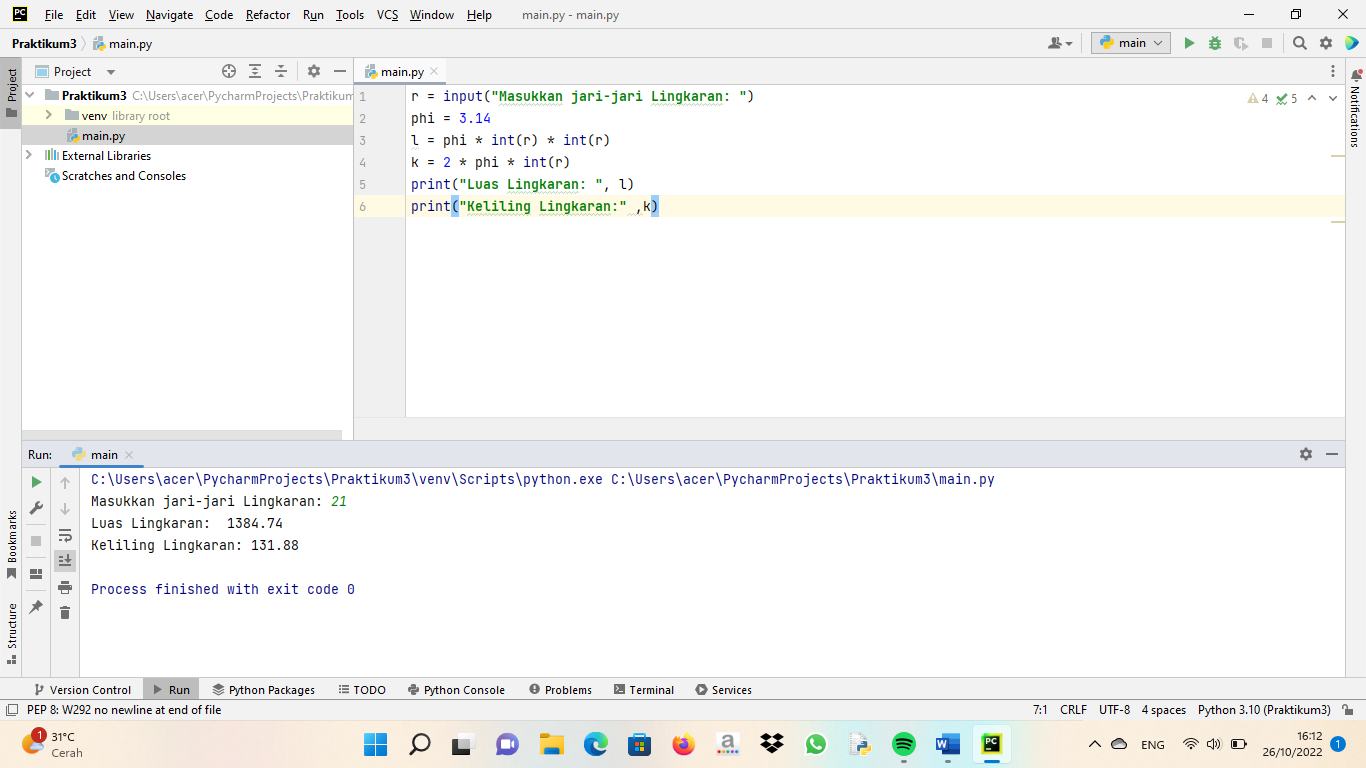 PC File Edit View Navigate Code Refactor Run Tools VCS Window Help main.py - main.py
Praktikum3 main.py main
Project Project main.py
Praktikum3 C:\Users\acer\PycharmProjects\Praktikum
venv library root
main.py
External Libraries
Scratches and Consoles
1 r = input("Masukkan jari-jari Lingkaran: ")
2 phi = 3.14
3 l = phi * int(r) * int(r)
4 k = 2 * phi * int(r)
5 print("Luas Lingkaran: ", l)
6 print("Keliling Lingkaran:" ,k)
4 5
Notifications
Run: main
C:\Users\acer\PycharmProjects\Praktikum3\venv\Scripts\python.exe C:\Users\acer\PycharmProjects\Praktikum3\main.py
Masukkan jari-jari Lingkaran: 21
Luas Lingkaran:  1384.74
Keliling Lingkaran: 131.88
Process finished with exit code 0
Bookmarks
Structure
Version Control Run Python Packages TODO Python Console Problems Terminal Services
PEP 8: W292 no newline at end of file 7:1 CRLF UTF-8 4 spaces Python 3.10 (Praktikum3)
1 31°C
Cerah
a
W
PC
ENG
16:12
26/10/2022
1